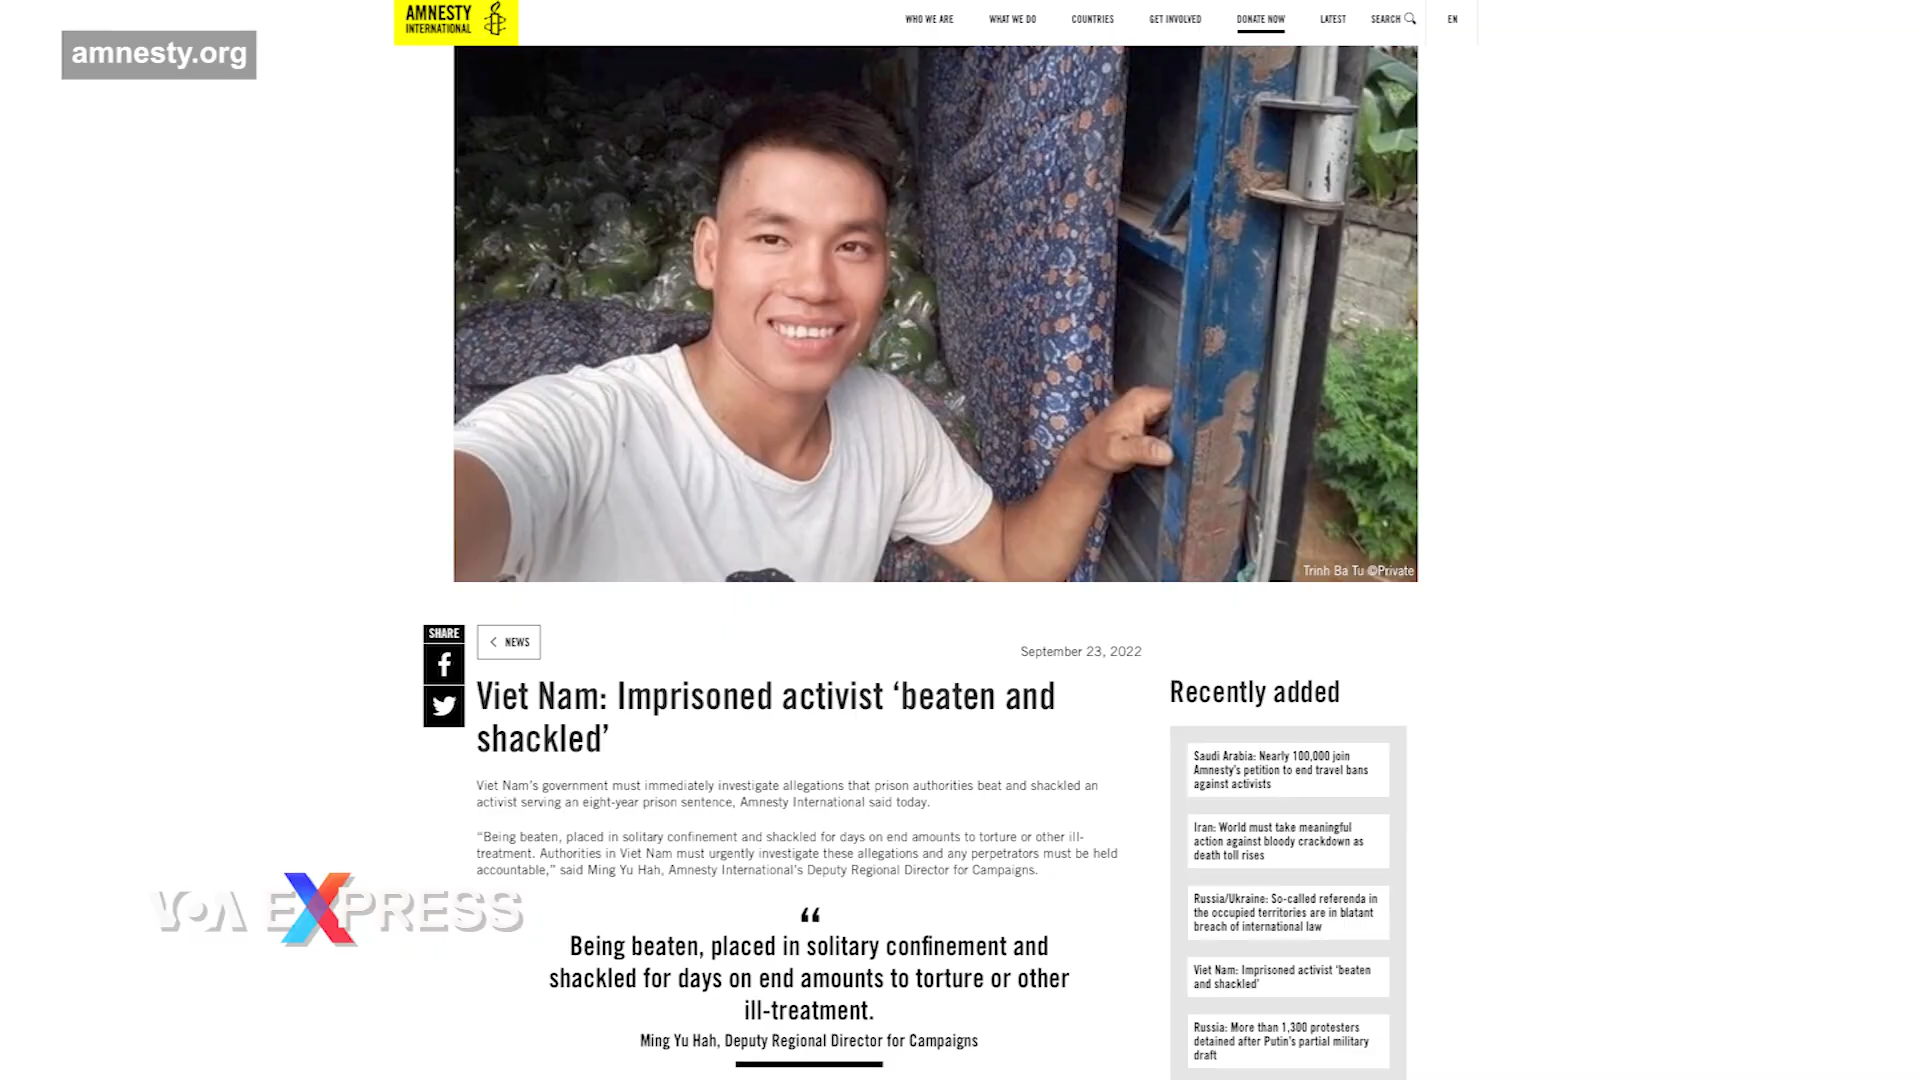 amnesty.org
AMNESTY
INTERNATIONAL
WHO WE ARE
WHAT WE DO
COUNTRIES
GET INVOLVED
DONATE NOW
LATEST
SEARCH
EN
Trinh Ba Tu ©Private
SHARE
NEWS
September 23, 2022
Viet Nam: Imprisoned activist ‘beaten and
shackled’
Viet Nam’s government must immediately investigate allegations that prison authorities beat and shackled an
activist serving an eight-year prison sentence, Amnesty International said today.
“Being beaten, placed in solitary confinement and shackled for days on end amounts to torture or other ill-
treatment. Authorities in Viet Nam must urgently investigate these allegations and any perpetrators must be held
accountable,” said Ming Yu Hah, Amnesty International’s Deputy Regional Director for Campaigns.
“
Being beaten, placed in solitary confinement and
shackled for days on end amounts to torture or other
ill-treatment.
Ming Yu Hah, Deputy Regional Director for Campaigns
VOA EXPRESS
Recently added
Saudi Arabia: Nearly 100,000 join
Amnesty’s petition to end travel bans
against activists
Iran: World must take meaningful
action against bloody crackdown as
death toll rises
Russia/Ukraine: So-called referenda in
the occupied territories are in blatant
breach of international law
Viet Nam: Imprisoned activist ‘beaten
and shackled’
Russia: More than 1,300 protesters
detained after Putin’s partial military
draft